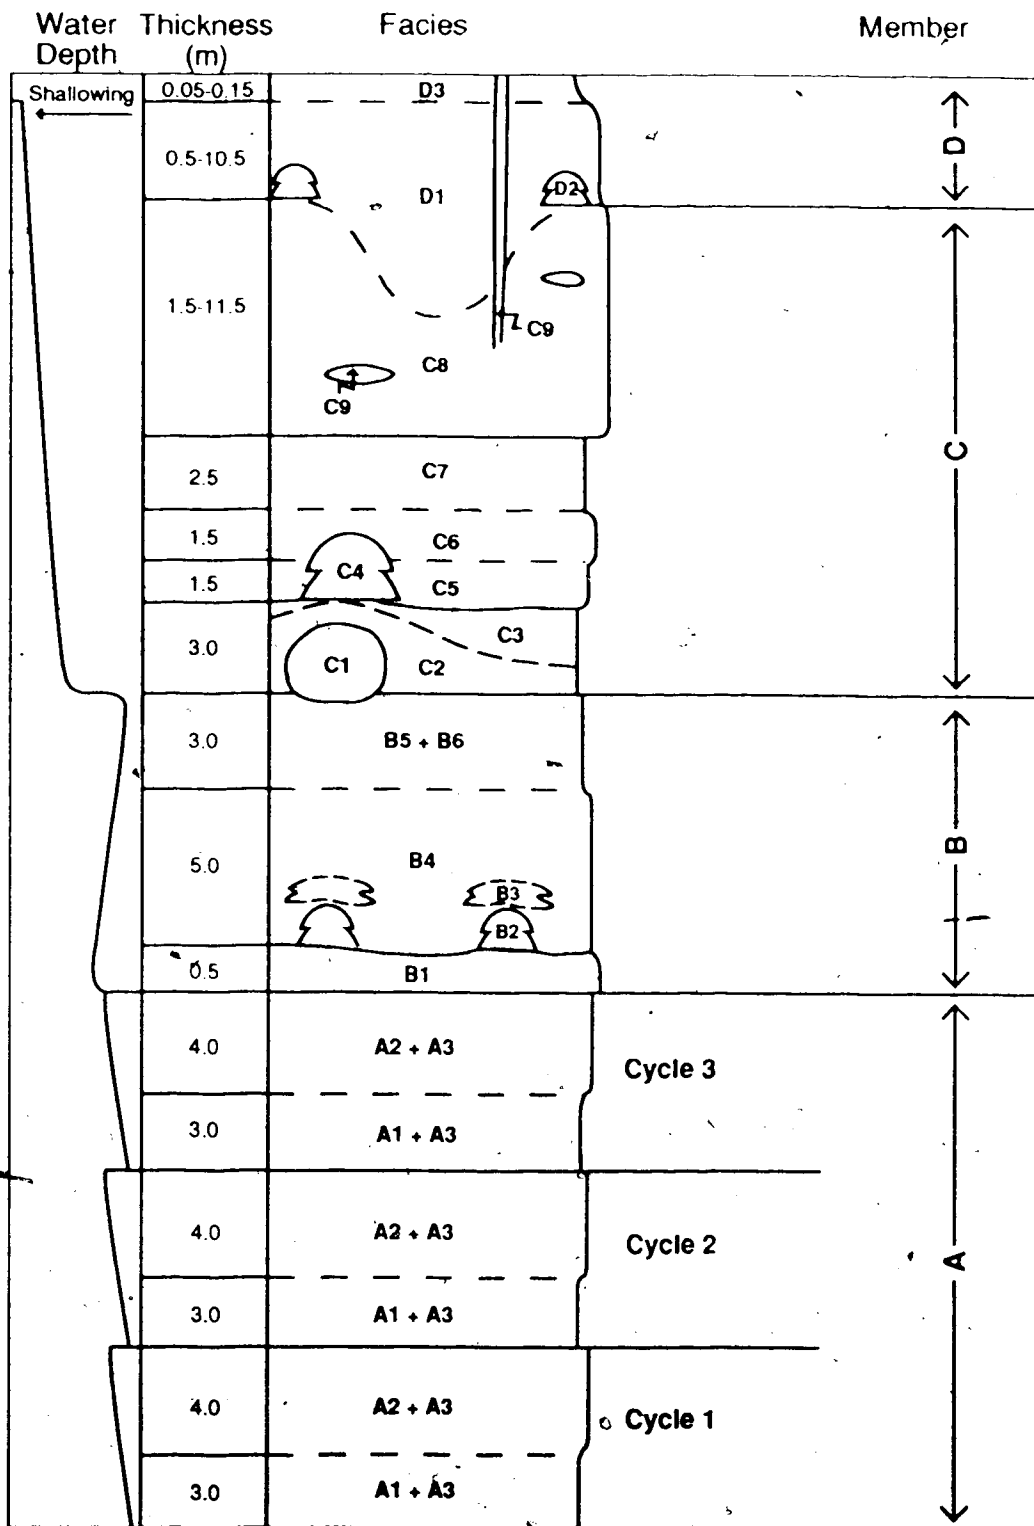 Water Depth Thickness (m) Facies Member
Shallowing 0.05-0.15 D3
0.5-10.5 D1 D2 D
1.5-11.5 C9
C8
C9
C
2.5 C7
1.5 C6
C4
1.5 C5
3.0 C3
C1 C2
3.0 B5 + B6
5.0 B4 B
B3
B2
0.5 B1
4.0 A2 + A3 Cycle 3
3.0 A1 + A3
4.0 A2 + A3 Cycle 2
A
3.0 A1 + A3
4.0 A2 + A3 Cycle 1
3.0 A1 + A3